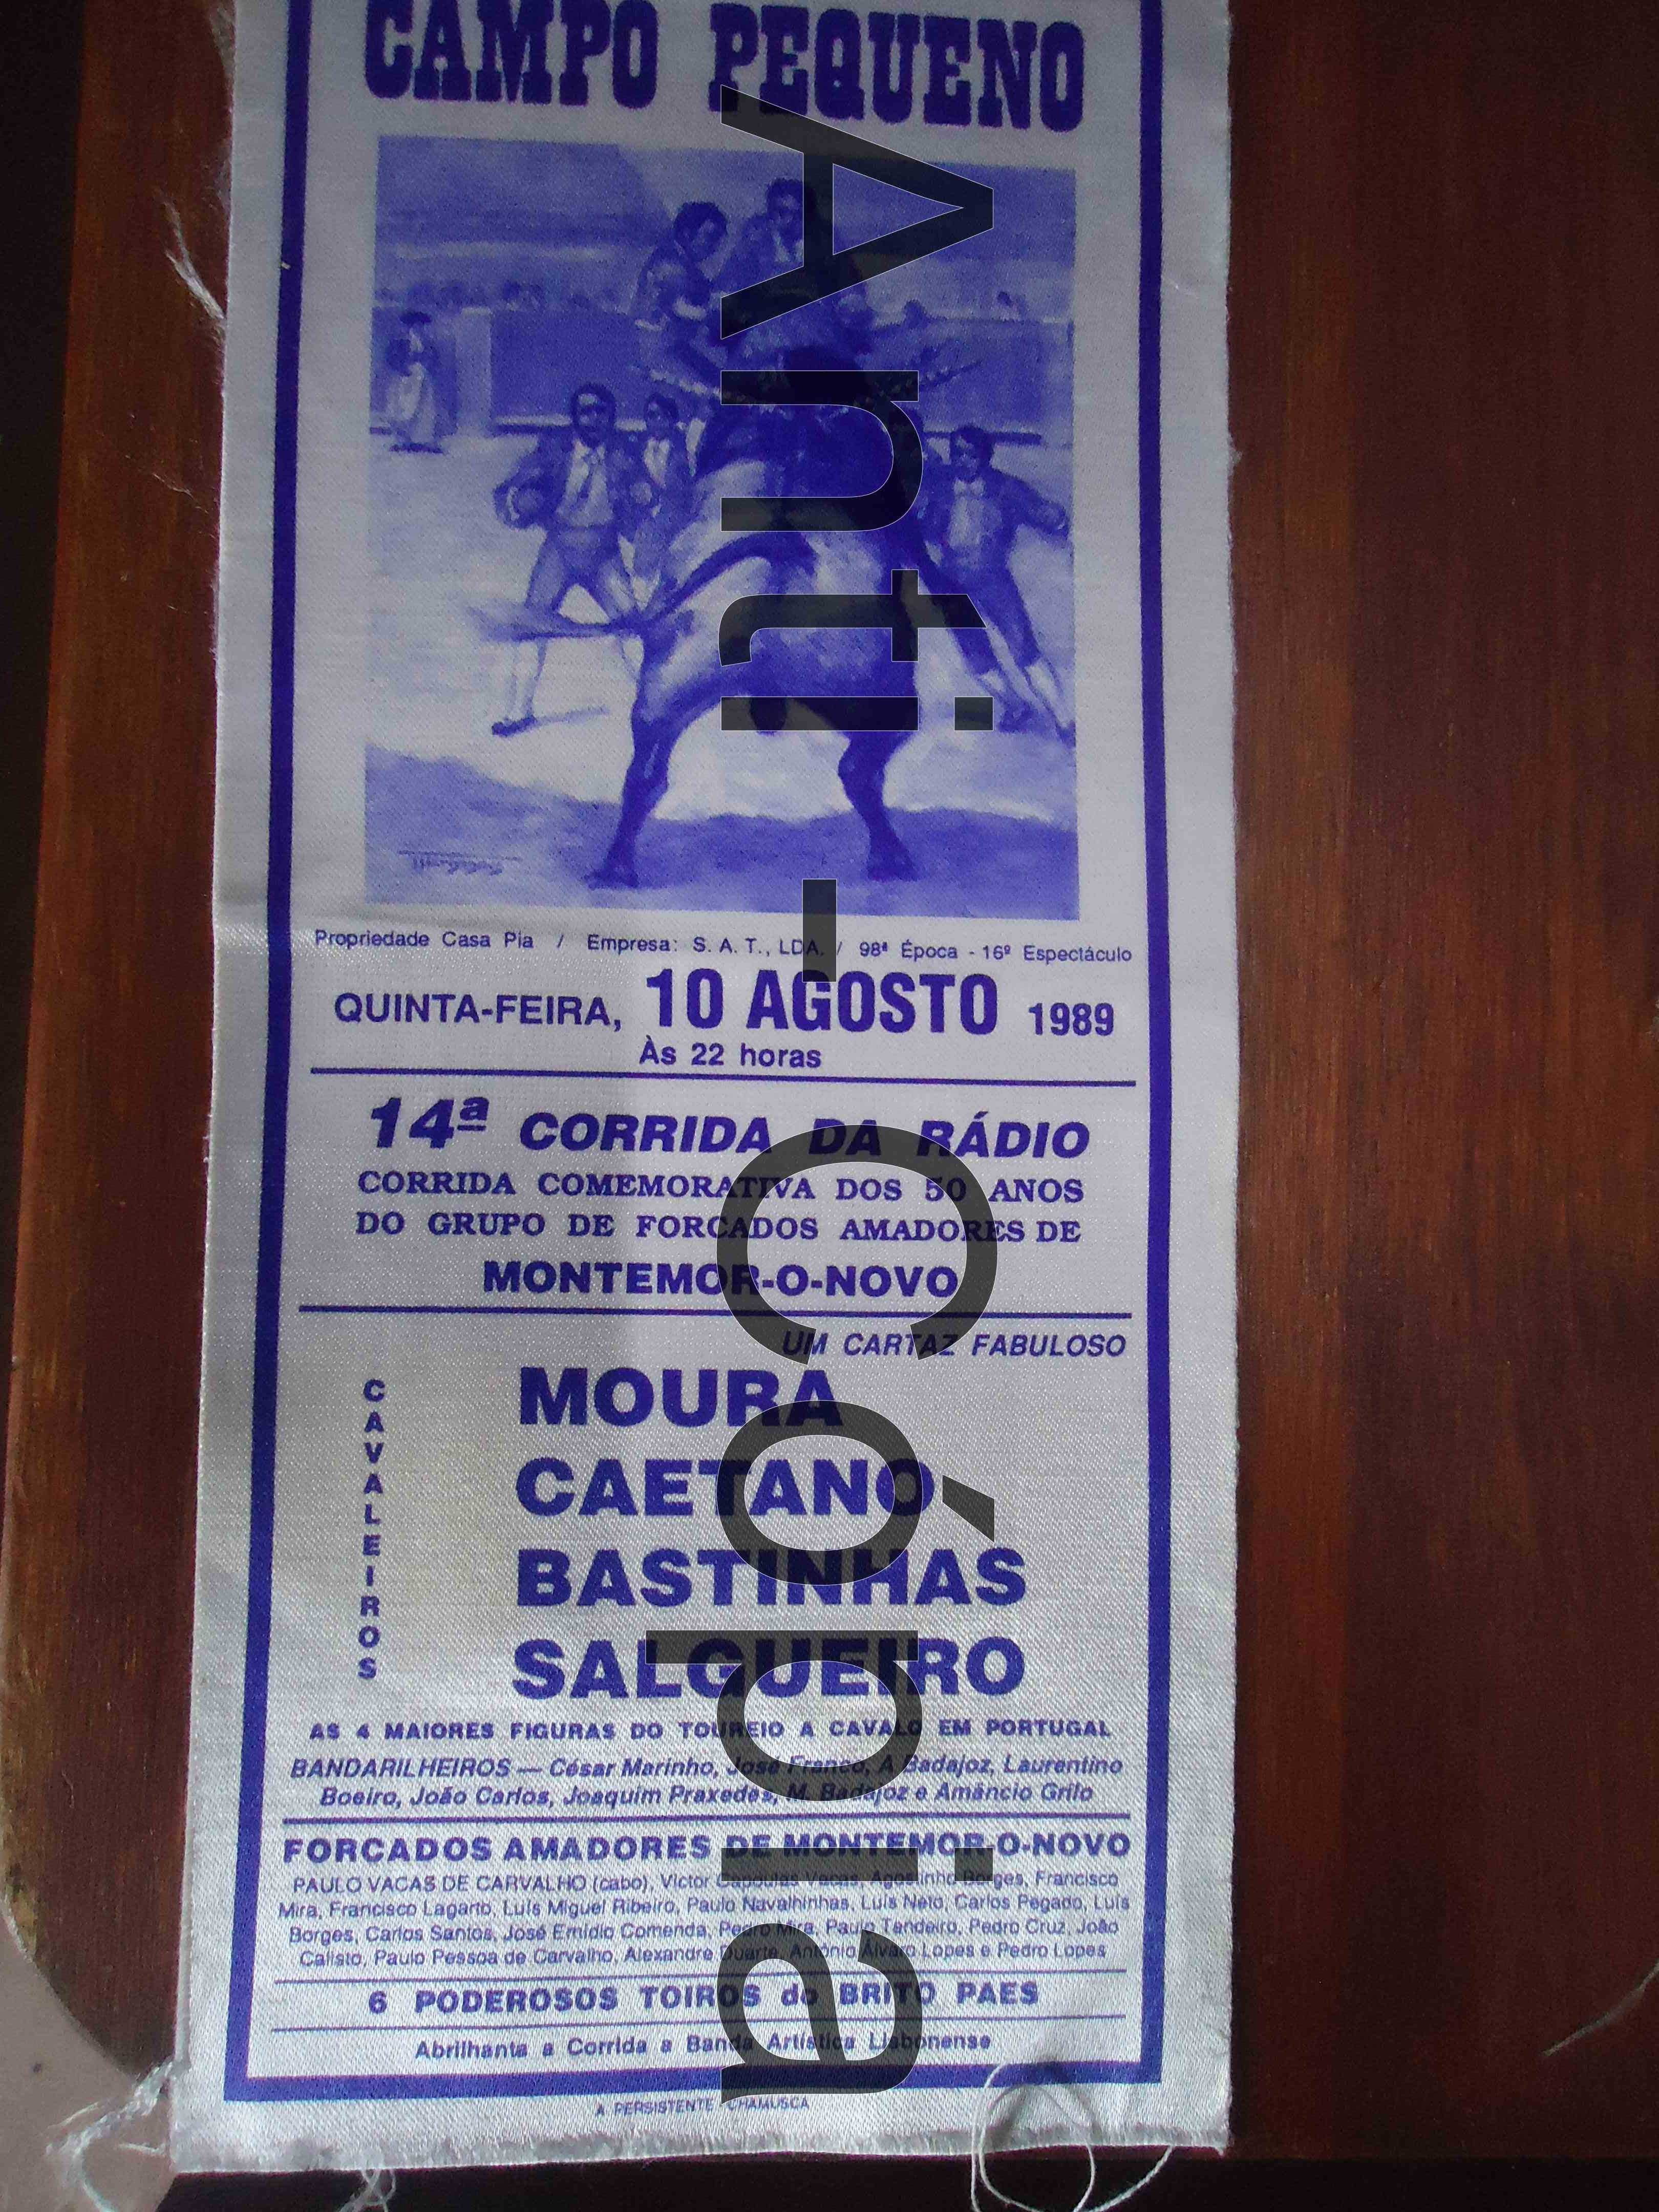 CAMPO PEQUENO
Propriedade Casa Pia / Empresa: S. A. T., LDA. / 98ª Época - 16º Espectáculo
QUINTA-FEIRA, 10 AGOSTO 1989
Às 22 horas
14ª CORRIDA DA RÁDIO
CORRIDA COMEMORATIVA DOS 50 ANOS
DO GRUPO DE FORCADOS AMADORES DE
MONTEMOR-O-NOVO
UM CARTAZ FABULOSO
CAVALEIROS
MOURA
CAETANO
BASTINHAS
SALGUEIRO
AS 4 MAIORES FIGURAS DO TOUREIO A CAVALO EM PORTUGAL
BANDARILHEIROS — César Marinho, José Franco, A Badajoz, Laurentino
Boeiro, João Carlos, Joaquim Praxedes, M. Badajoz e Amâncio Grilo
FORCADOS AMADORES DE MONTEMOR-O-NOVO
PAULO VACAS DE CARVALHO (cabo), Victor Capoulas Vacas, Agostinho Borges, Francisco
Mira, Francisco Lagarto, Luís Miguel Ribeiro, Paulo Navalhinhas, Luís Neto, Carlos Pegado, Luís
Borges, Carlos Santos, José Emídio Comenda, Pedro Mira, Paulo Tendeiro, Pedro Cruz, João
Calisto, Paulo Pessoa de Carvalho, Alexandre Duarte, António Álvaro Lopes e Pedro Lopes
6 PODEROSOS TOIROS de BRITO PAES
Abrilhanta a Corrida a Banda Artística Lisbonense
A PERSISTENTE CHAMUSCA
Anti - Cópia